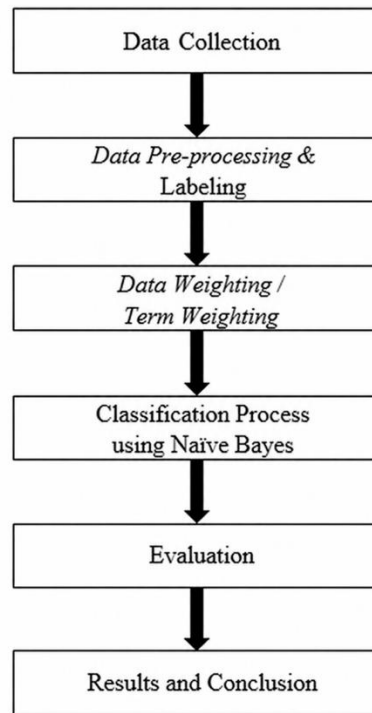 Data Collection
Data Pre-processing &
Labeling
Data Weighting /
Term Weighting
Classification Process
using Naïve Bayes
Evaluation
Results and Conclusion